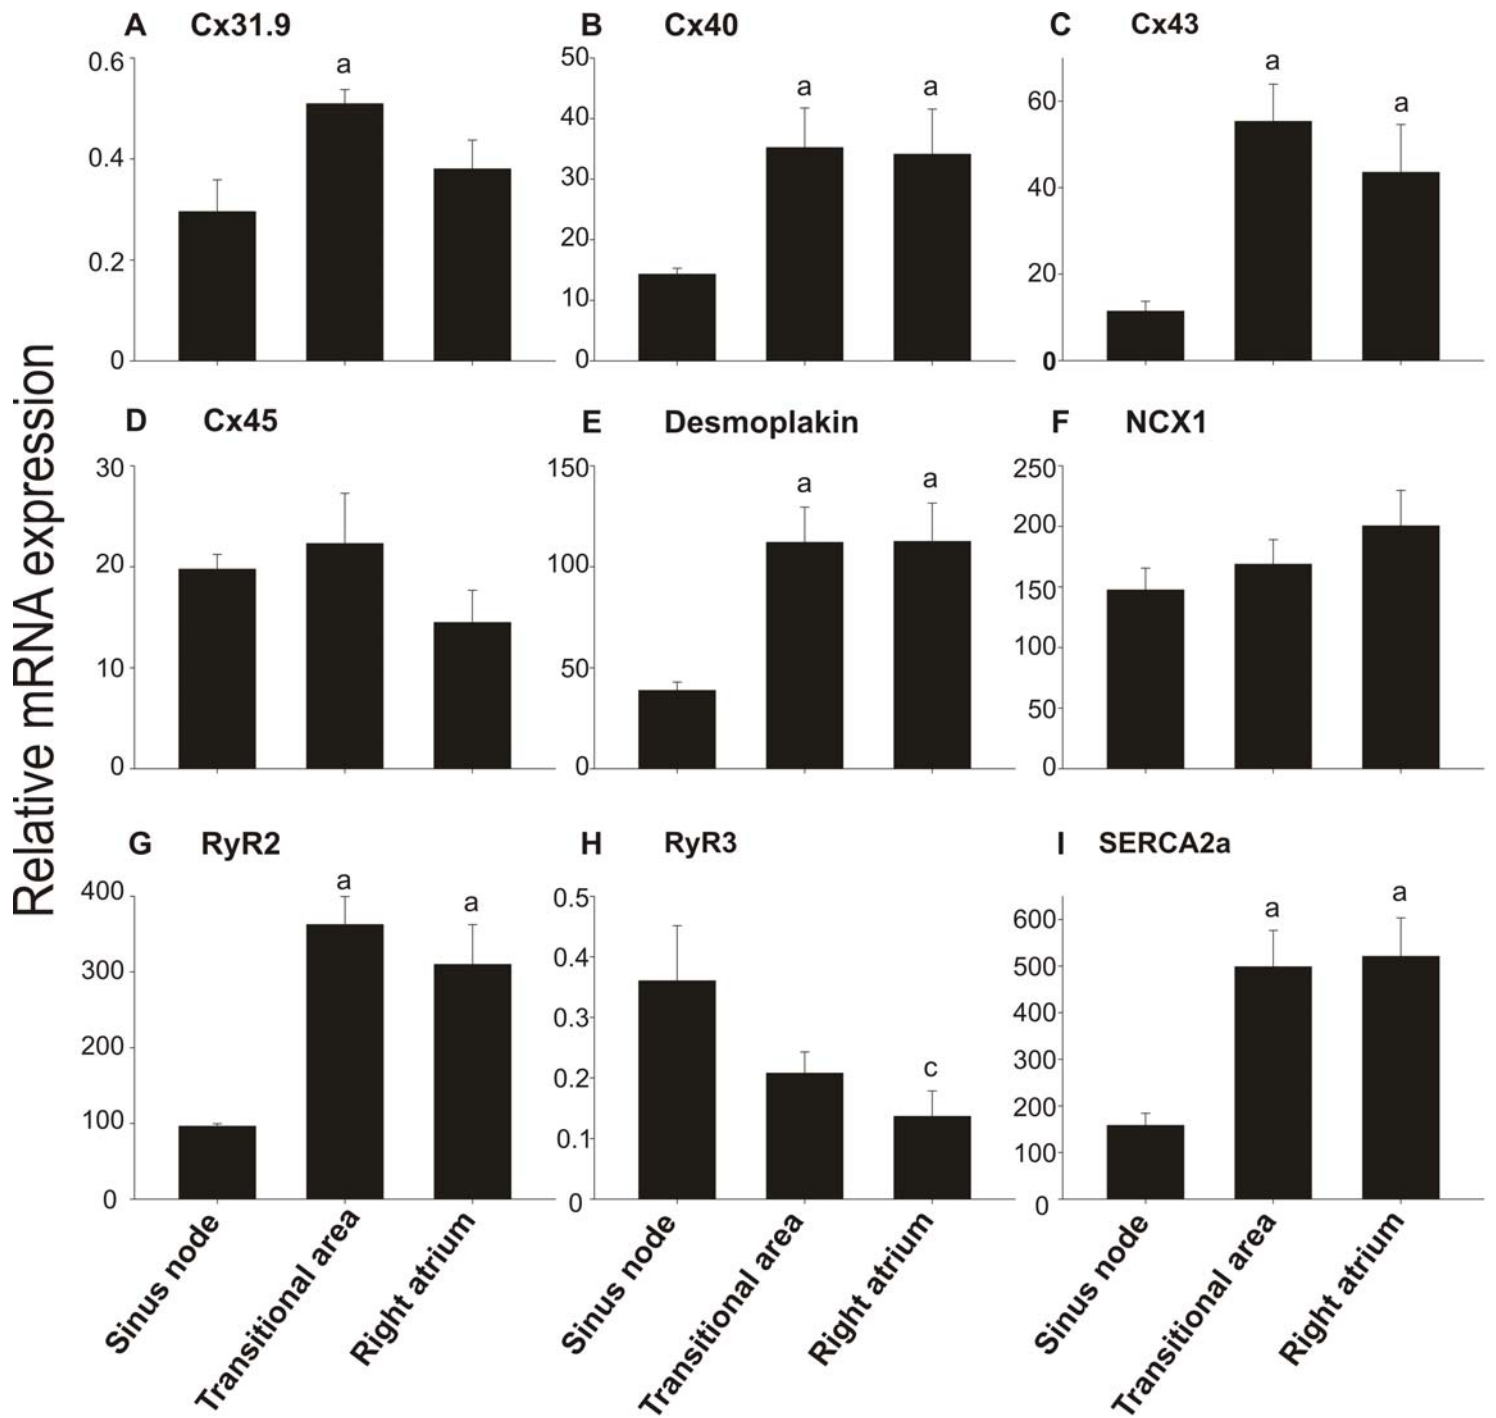 Relative mRNA expression
A Cx31.9
a
0.6
0.4
0.2
0
B Cx40
a a
50
40
30
20
10
0
C Cx43
a
a
60
40
20
0
D Cx45
30
20
10
0
E Desmoplakin
a a
150
100
50
0
F NCX1
250
200
150
100
50
0
G RyR2
a
a
400
300
200
100
0
H RyR3
c
0.5
0.4
0.3
0.2
0.1
0
I SERCA2a
a a
600
500
400
300
200
100
0
Sinus node
Transitional area
Right atrium
Sinus node
Transitional area
Right atrium
Sinus node
Transitional area
Right atrium